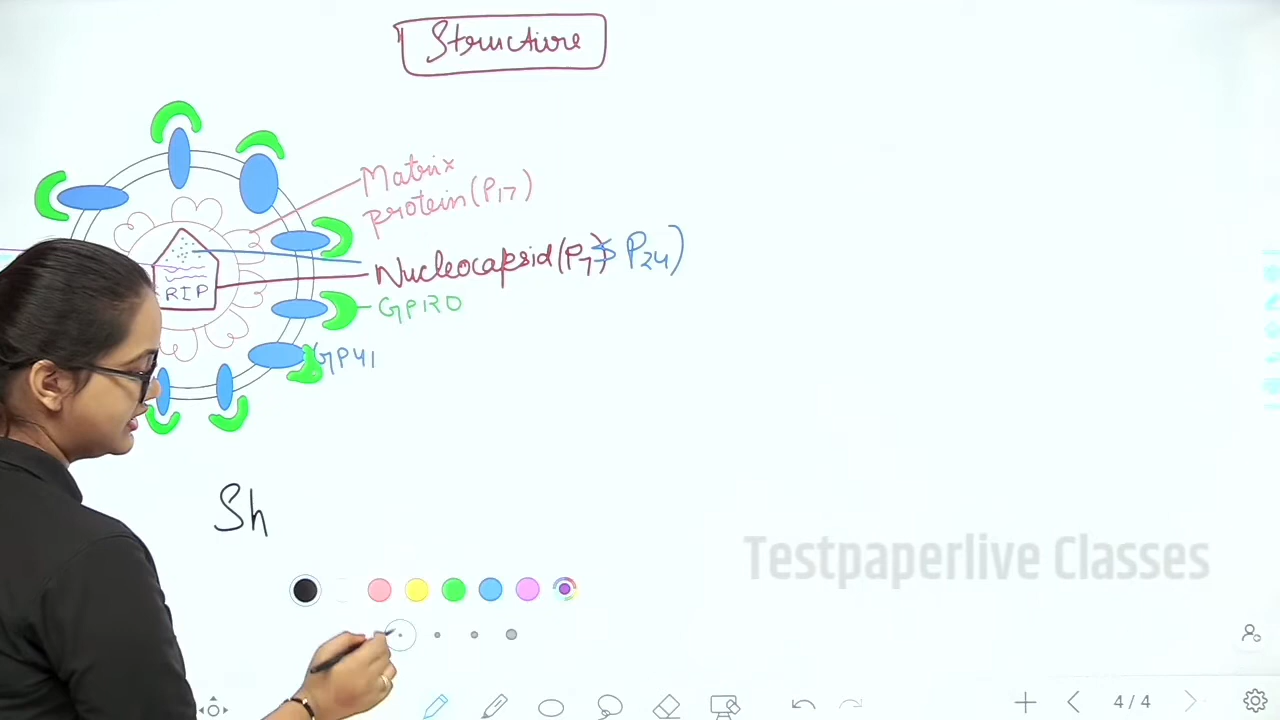 Structure
Matrix
protein (P17)
Nucleocapsid (P7) & P24)
RIP
GP120
GP41
Sh
Testpaperlive Classes
4 / 4